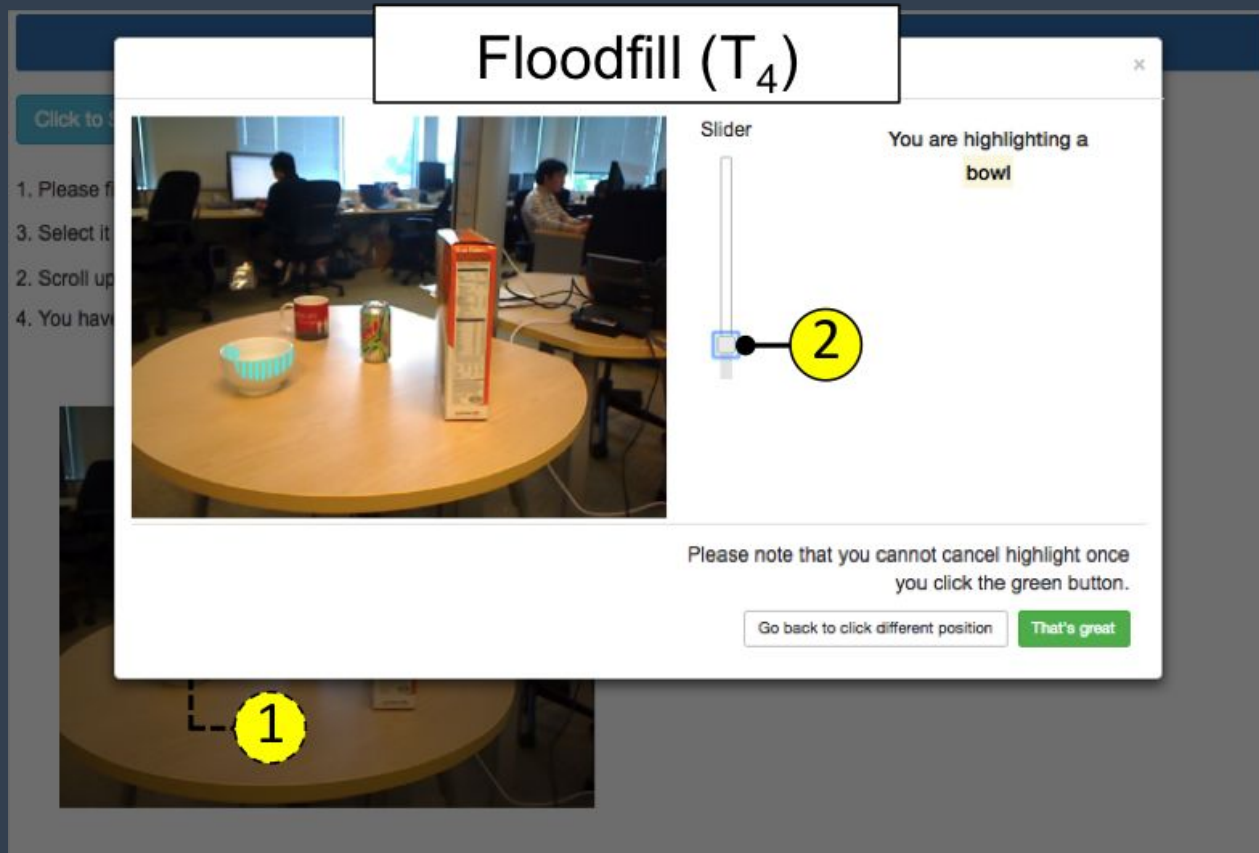 Floodfill (T₄)
×
Click to
Slider
You are highlighting a
bowl
1. Please
3. Select it
2. Scroll up
4. You have
2
Please note that you cannot cancel highlight once
you click the green button.
Go back to click different position
That's great
1